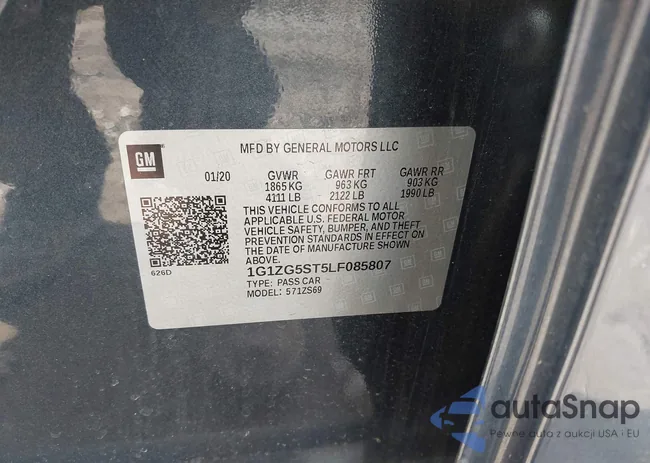 MFD BY GENERAL MOTORS LLC
GM
01/20 GVWR GAWR FRT GAWR RR
1865 KG 963 KG 903 KG
4111 LB 2122 LB 1990 LB
THIS VEHICLE CONFORMS TO ALL
APPLICABLE U.S. FEDERAL MOTOR
VEHICLE SAFETY, BUMPER, AND THEFT
PREVENTION STANDARDS IN EFFECT ON
THE DATE OF MANUFACTURE SHOWN
ABOVE.
626D
1G1ZG5ST5LF085807
TYPE: PASS CAR
MODEL: 571ZS69
autaSnap
Pewne auta z aukcji USA i EU